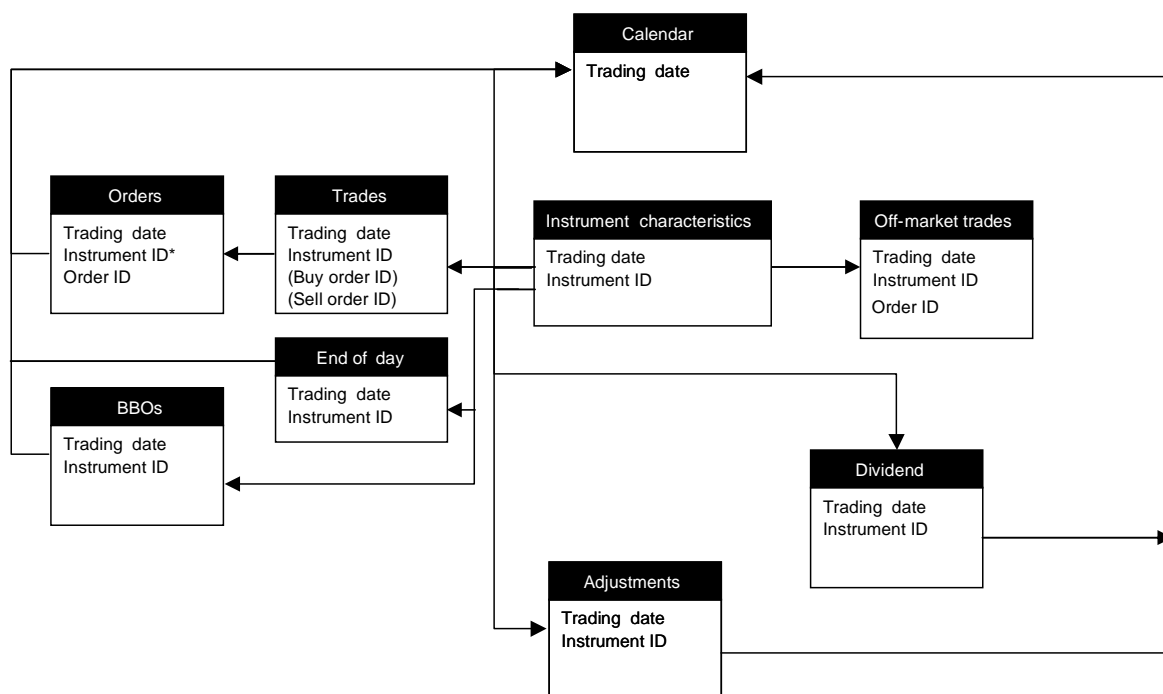 Calendar
Trading date
Orders
Trading date
Instrument ID*
Order ID
Trades
Trading date
Instrument ID
(Buy order ID)
(Sell order ID)
Instrument characteristics
Trading date
Instrument ID
Off-market trades
Trading date
Instrument ID
Order ID
End of day
Trading date
Instrument ID
BBOs
Trading date
Instrument ID
Dividend
Trading date
Instrument ID
Adjustments
Trading date
Instrument ID